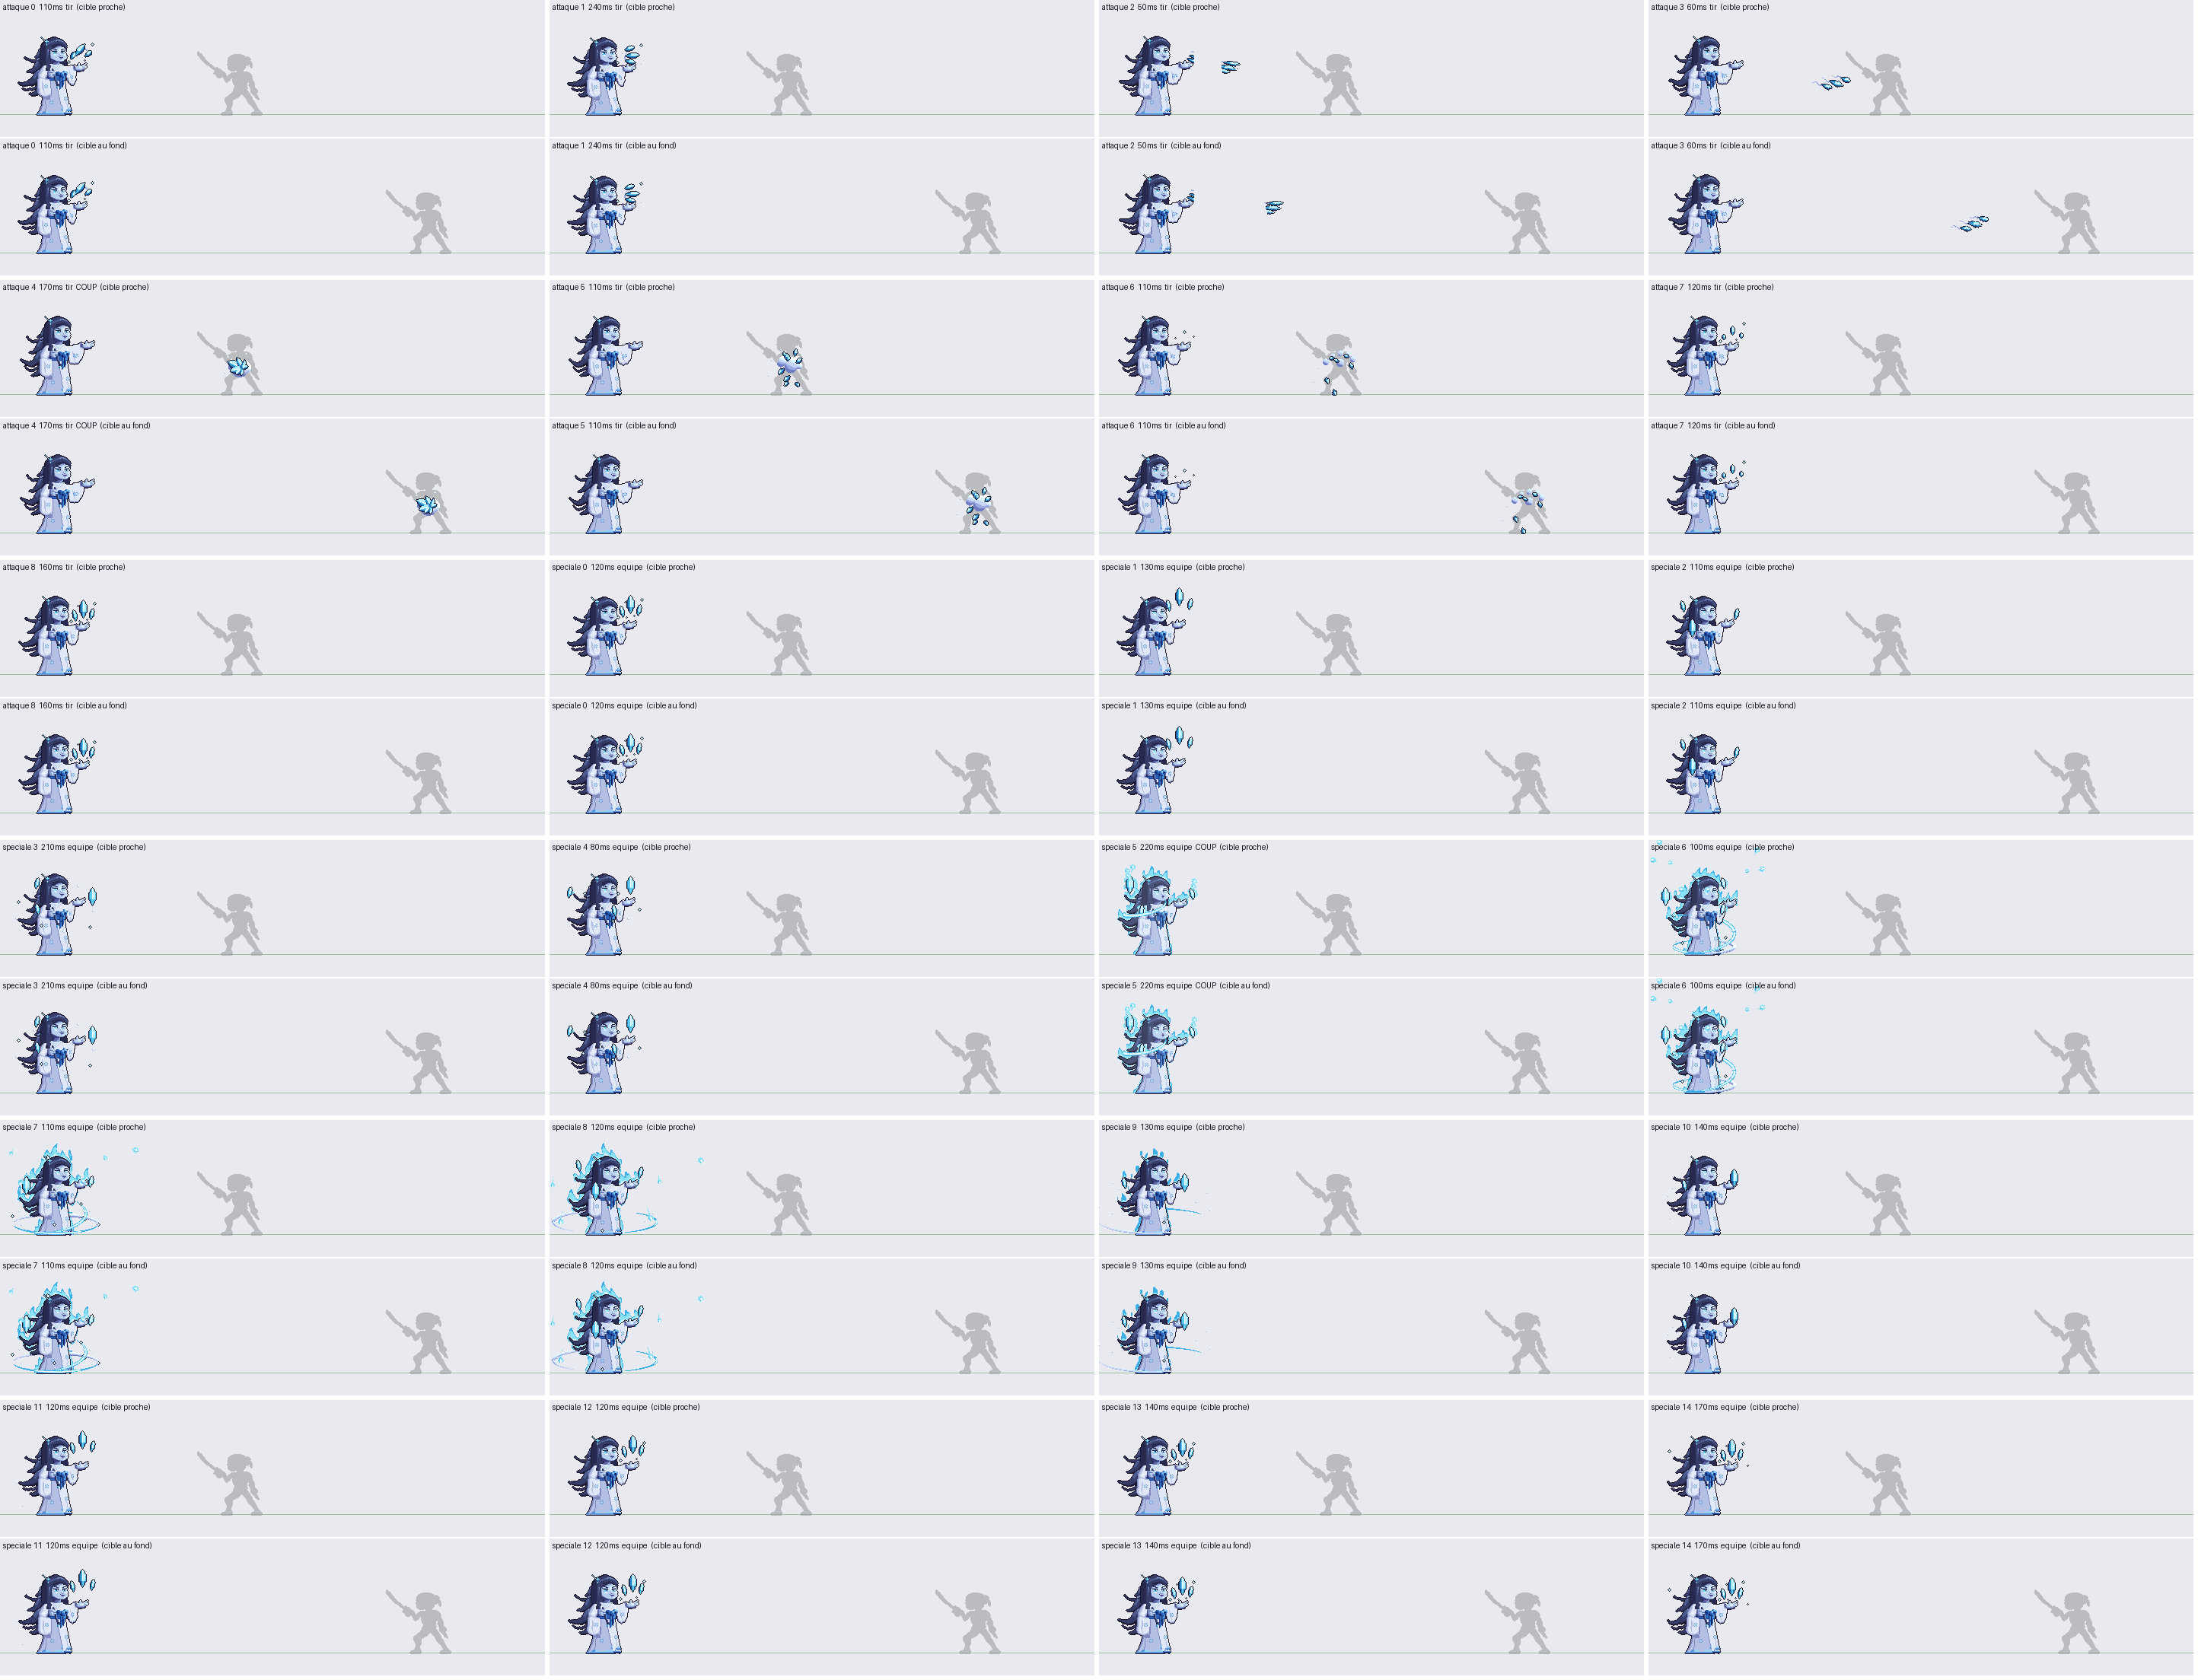 attaque 0 110ms tir (cible proche)
attaque 1 240ms tir (cible proche)
attaque 2 50ms tir (cible proche)
attaque 3 60ms tir (cible proche)
attaque 0 110ms tir (cible au fond)
attaque 1 240ms tir (cible au fond)
attaque 2 50ms tir (cible au fond)
attaque 3 60ms tir (cible au fond)
attaque 4 170ms tir COUP (cible proche)
attaque 5 110ms tir (cible proche)
attaque 6 110ms tir (cible proche)
attaque 7 120ms tir (cible proche)
attaque 4 170ms tir COUP (cible au fond)
attaque 5 110ms tir (cible au fond)
attaque 6 110ms tir (cible au fond)
attaque 7 120ms tir (cible au fond)
attaque 8 160ms tir (cible proche)
speciale 0 120ms equipe (cible proche)
speciale 1 130ms equipe (cible proche)
speciale 2 110ms equipe (cible proche)
attaque 8 160ms tir (cible au fond)
speciale 0 120ms equipe (cible au fond)
speciale 1 130ms equipe (cible au fond)
speciale 2 110ms equipe (cible au fond)
speciale 3 210ms equipe (cible proche)
speciale 4 80ms equipe (cible proche)
speciale 5 220ms equipe COUP (cible proche)
speciale 6 100ms equipe (cible proche)
speciale 3 210ms equipe (cible au fond)
speciale 4 80ms equipe (cible au fond)
speciale 5 220ms equipe COUP (cible au fond)
speciale 6 100ms equipe (cible au fond)
speciale 7 110ms equipe (cible proche)
speciale 8 120ms equipe (cible proche)
speciale 9 130ms equipe (cible proche)
speciale 10 140ms equipe (cible proche)
speciale 7 110ms equipe (cible au fond)
speciale 8 120ms equipe (cible au fond)
speciale 9 130ms equipe (cible au fond)
speciale 10 140ms equipe (cible au fond)
speciale 11 120ms equipe (cible proche)
speciale 12 120ms equipe (cible proche)
speciale 13 140ms equipe (cible proche)
speciale 14 170ms equipe (cible proche)
speciale 11 120ms equipe (cible au fond)
speciale 12 120ms equipe (cible au fond)
speciale 13 140ms equipe (cible au fond)
speciale 14 170ms equipe (cible au fond)